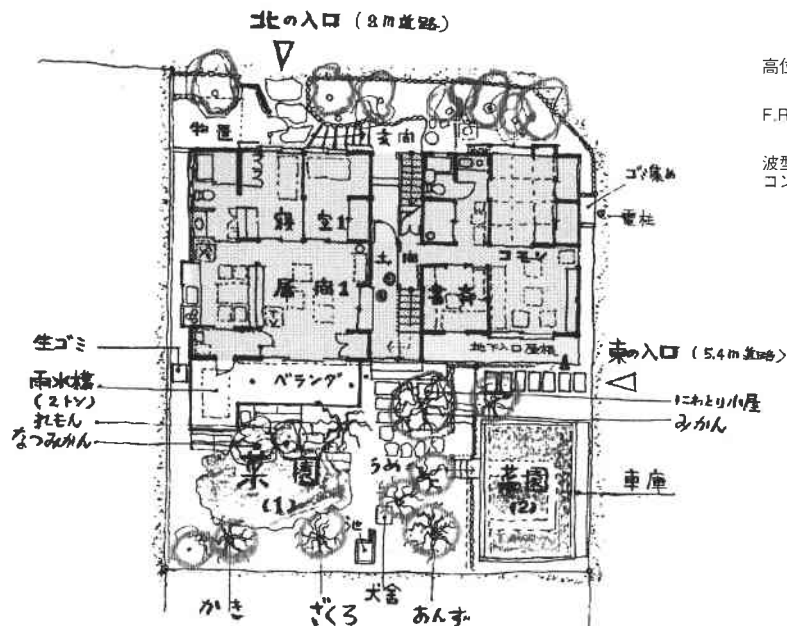 北の入口 (8m道路)
高位
F.R
波型
コン
物置
玄関
ゴミ集め
電柱
寝室1
土間
コモン
居間1
書斎
TV
地下入口屋根
東の入口 (5.4m道路)
生ゴミ
ベランダ
雨水槽
(2トン)
れもん
なつみかん
にわとり小屋
みかん
うめ
菜園
(1)
菜園
(2)
車庫
池
犬舎
かき
ざくろ
あんず